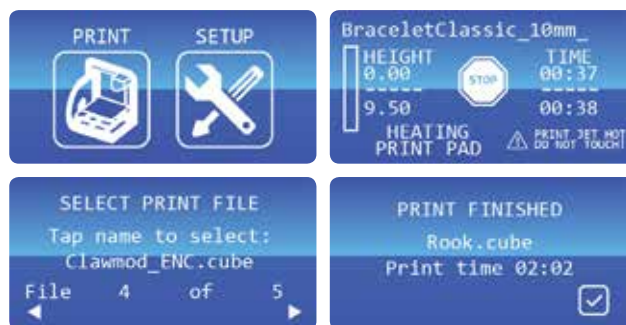 PRINT SETUP
BraceletClassic_10mm_
HEIGHT TIME
0.00 STOP 00:37
9.50 00:38
HEATING
PRINT PAD
PRINT JET HOT
DO NOT TOUCH!
SELECT PRINT FILE
Tap name to select:
Clawmod_ENC.cube
File 4 of 5
PRINT FINISHED
Rook.cube
Print time 02:02